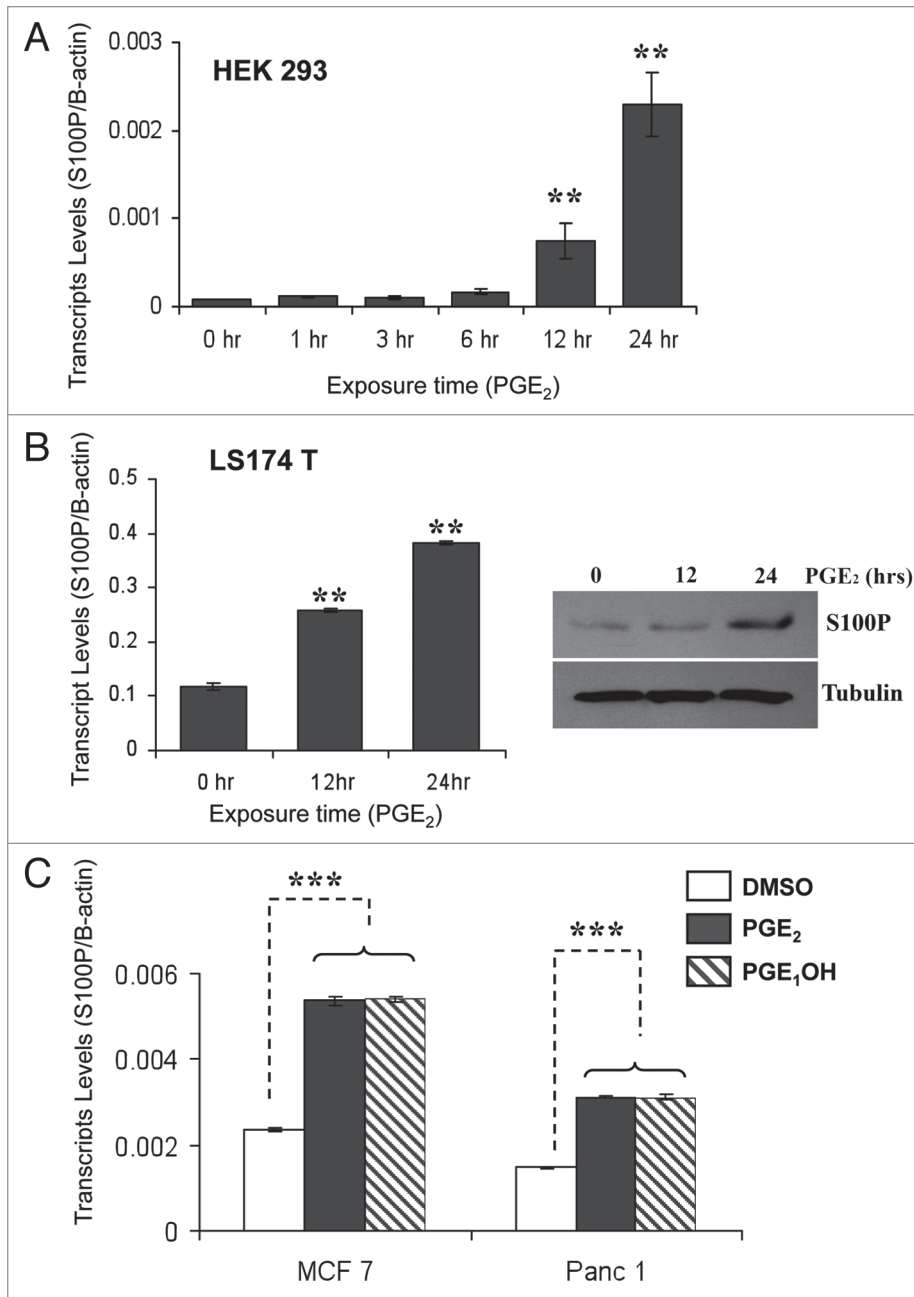 A
HEK 293
Transcripts Levels (S100P/B-actin)
0.003
0.002
0.001
0
**
**
0 hr 1 hr 3 hr 6 hr 12 hr 24 hr
Exposure time (PGE₂)
B
LS174 T
Transcript Levels (S100P/B-actin)
0.5
0.4
0.3
0.2
0.1
0
**
**
0 hr 12hr 24hr
Exposure time (PGE₂)
0 12 24 PGE₂ (hrs)
S100P
Tubulin
C
Transcripts Levels (S100P/B-actin)
0.006
0.004
0.002
0
***
***
DMSO
PGE₂
PGE₁OH
MCF 7 Panc 1